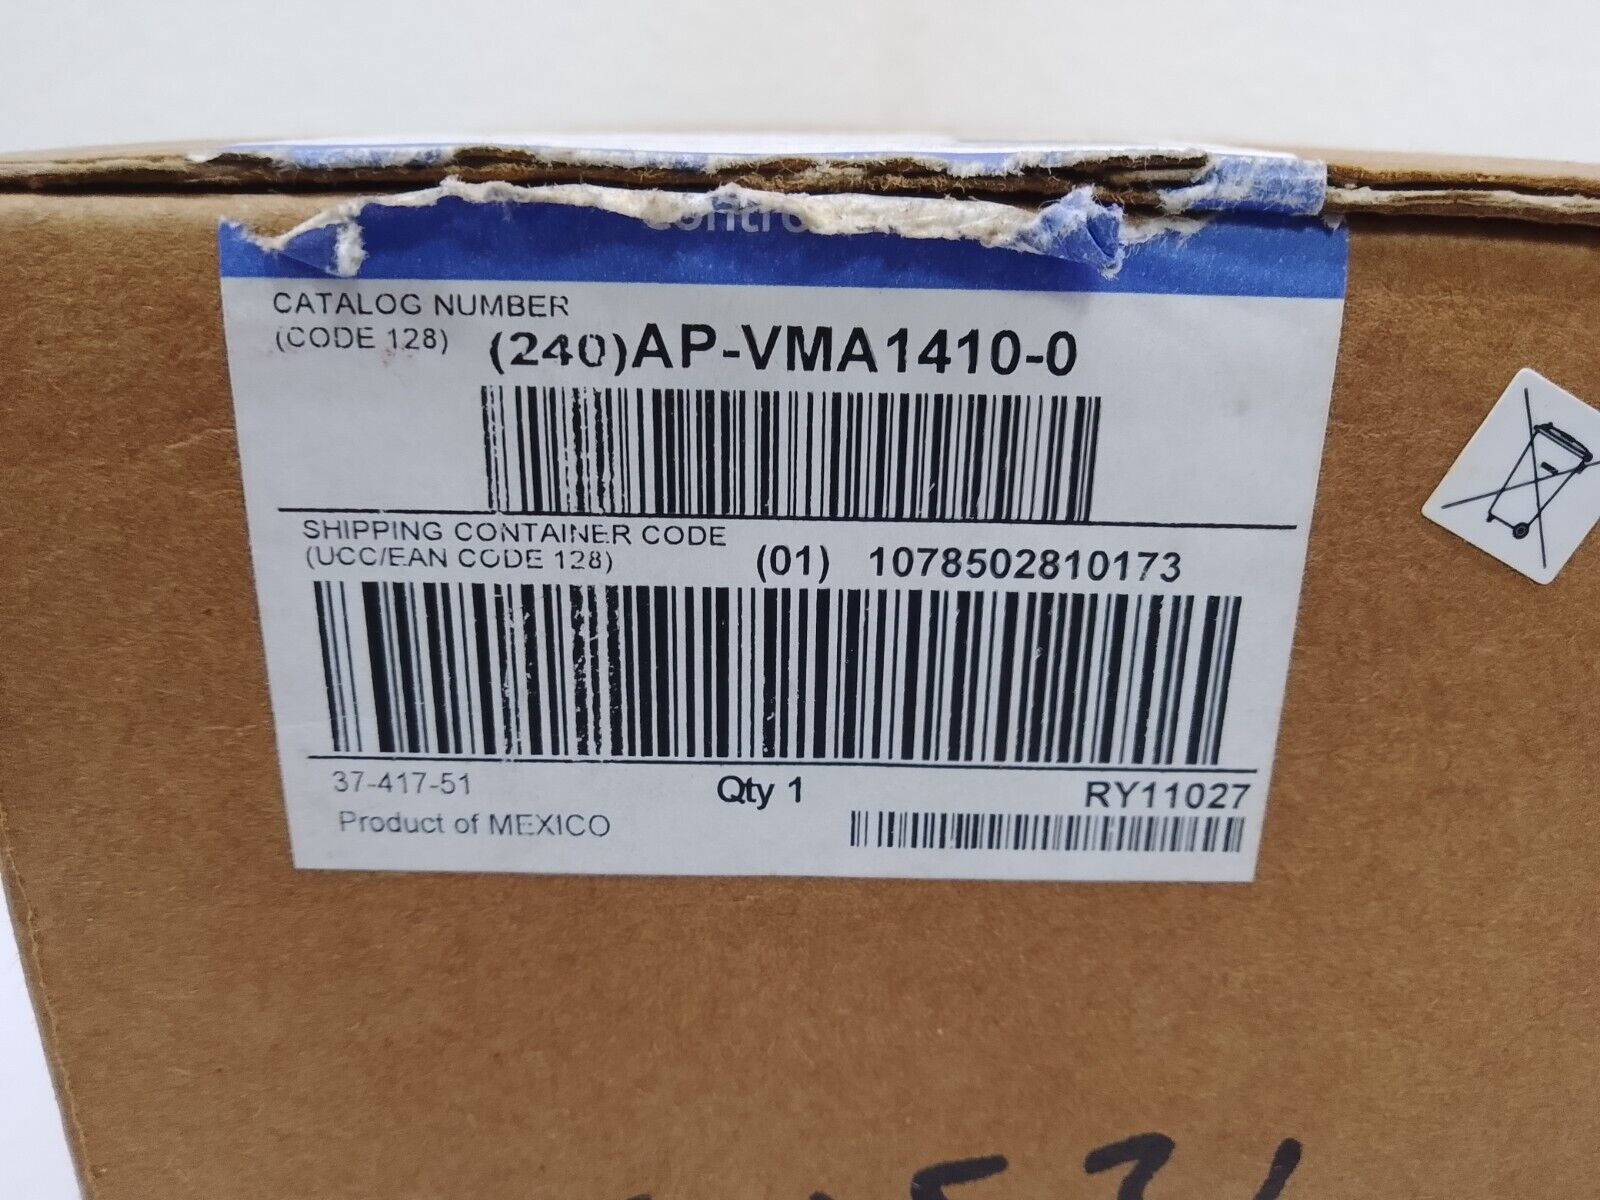 CATALOG NUMBER
(CODE 128)
(240)AP-VMA1410-0
SHIPPING CONTAINER CODE
(UCC/EAN CODE 128)
(01) 1078502810173
37-417-51
Qty 1
RY11027
Product of MEXICO